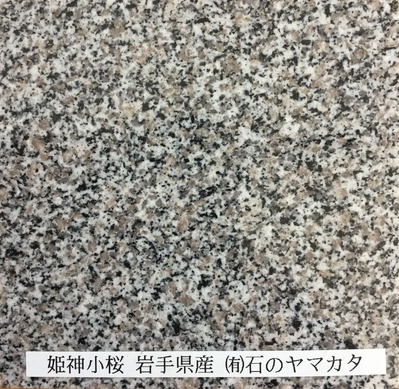 姫神小桜 岩手県産 ㈲石のヤマカタ